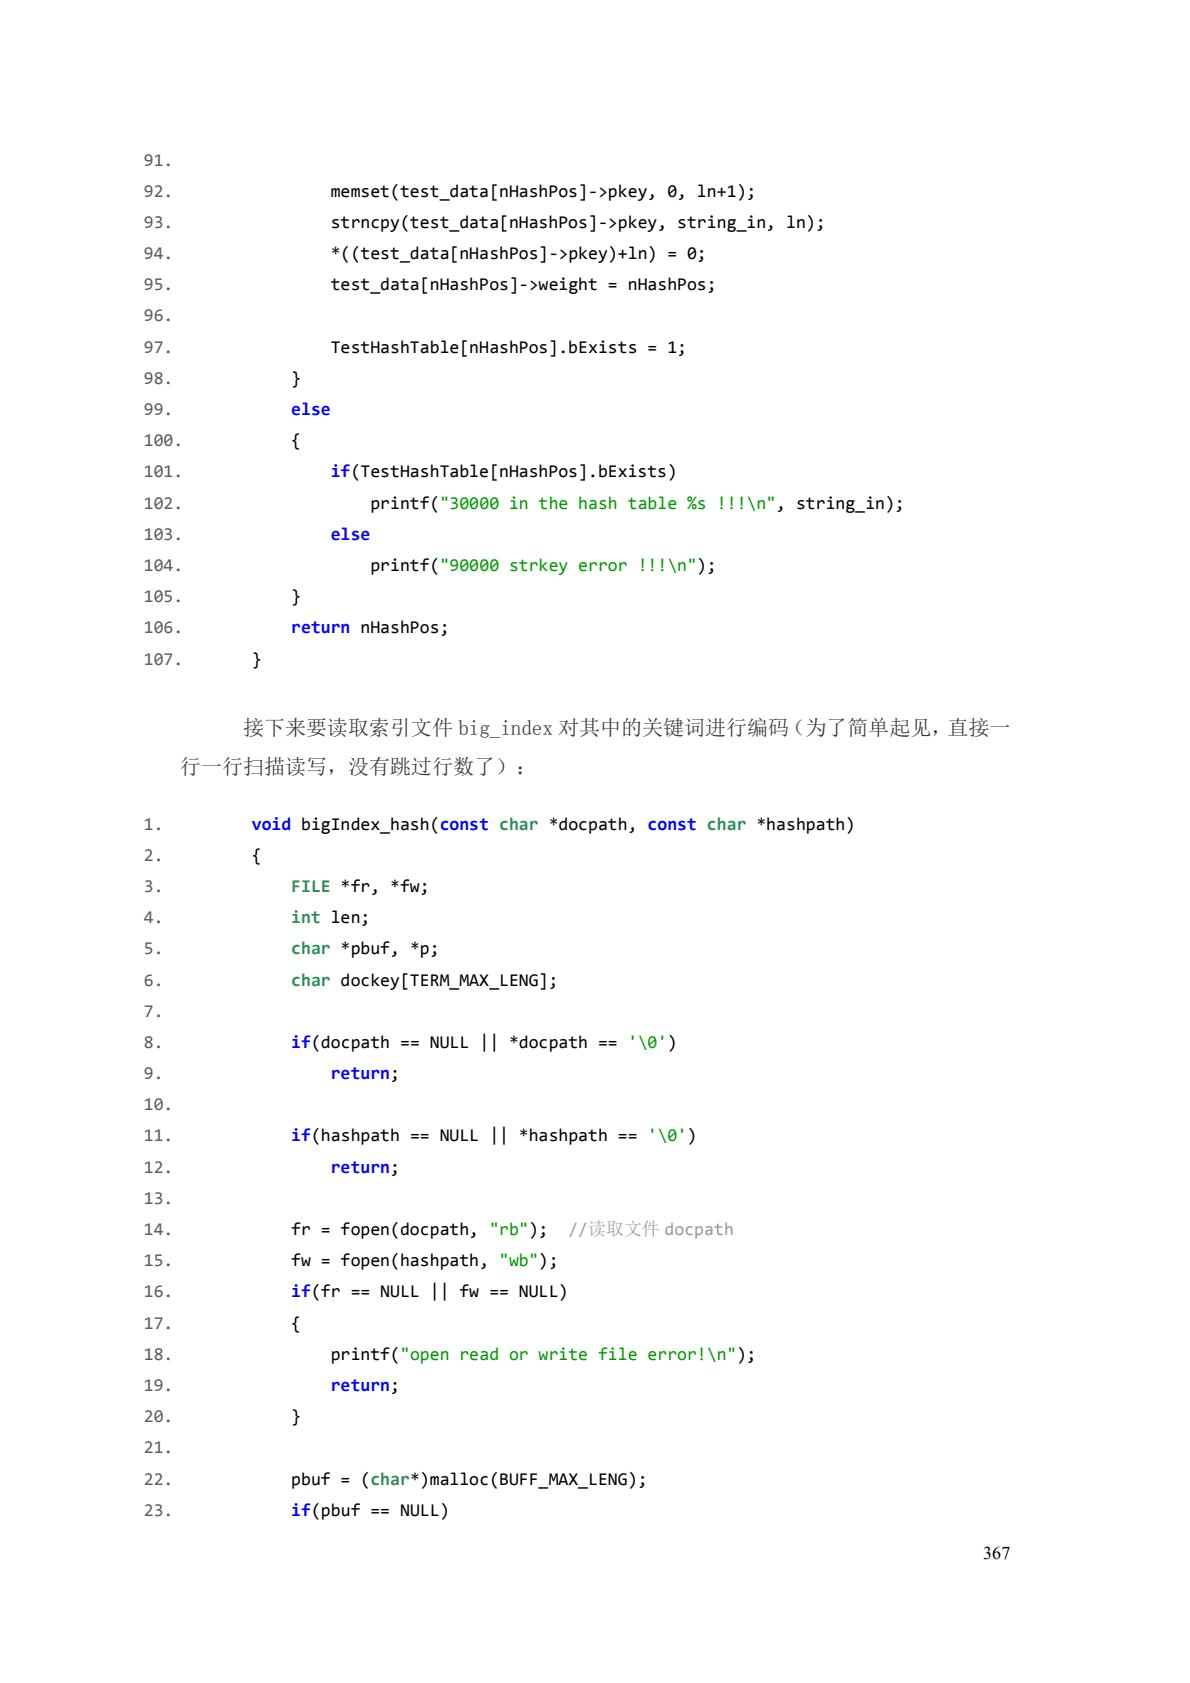 91.
92. memset(test_data[nHashPos]->pkey, 0, ln+1);
93. strncpy(test_data[nHashPos]->pkey, string_in, ln);
94. *((test_data[nHashPos]->pkey)+ln) = 0;
95. test_data[nHashPos]->weight = nHashPos;
96.
97. TestHashTable[nHashPos].bExists = 1;
98. }
99. else
100. {
101. if(TestHashTable[nHashPos].bExists)
102. printf("30000 in the hash table %s !!!\n", string_in);
103. else
104. printf("90000 strkey error !!!\n");
105. }
106. return nHashPos;
107. }
接下来要读取索引文件 big_index 对其中的关键词进行编码（为了简单起见，直接一
行一行扫描读写，没有跳过行数了）：
1. void bigIndex_hash(const char *docpath, const char *hashpath)
2. {
3. FILE *fr, *fw;
4. int len;
5. char *pbuf, *p;
6. char dockey[TERM_MAX_LENG];
7.
8. if(docpath == NULL || *docpath == '\0')
9. return;
10.
11. if(hashpath == NULL || *hashpath == '\0')
12. return;
13.
14. fr = fopen(docpath, "rb"); //读取文件 docpath
15. fw = fopen(hashpath, "wb");
16. if(fr == NULL || fw == NULL)
17. {
18. printf("open read or write file error!\n");
19. return;
20. }
21.
22. pbuf = (char*)malloc(BUFF_MAX_LENG);
23. if(pbuf == NULL)
367